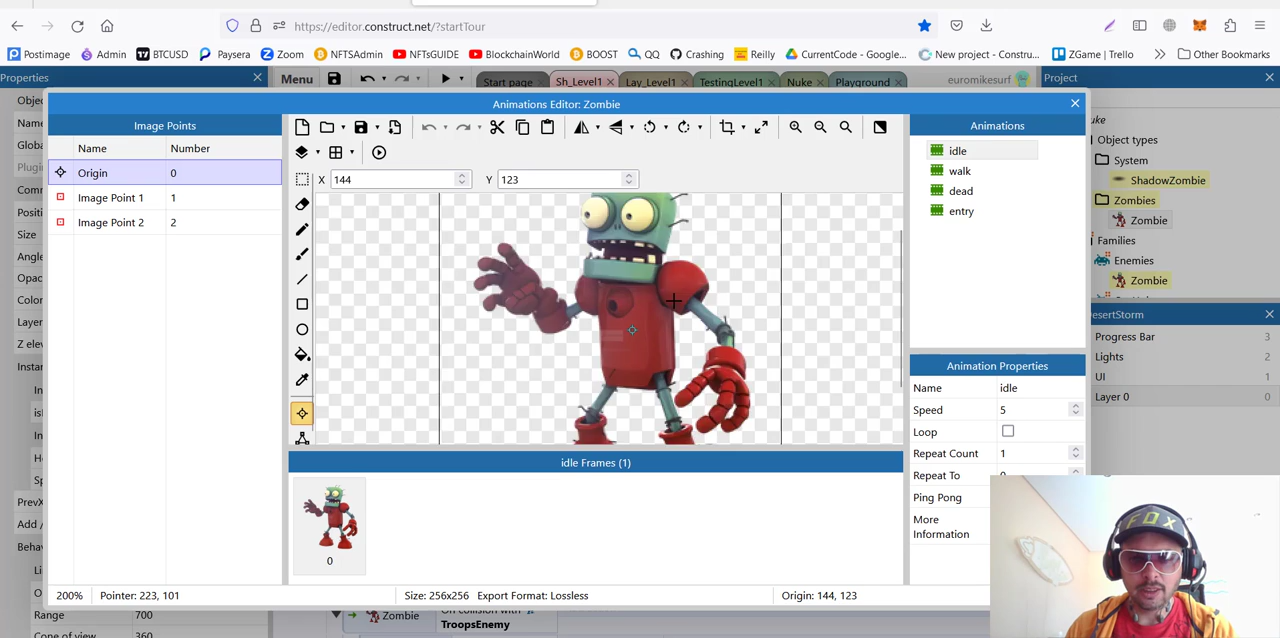 https://editor.construct.net/?startTour
Postimage
Admin
BTCUSD
Paysera
Zoom
NFTSAdmin
NFTsGUIDE
BlockchainWorld
BOOST
QQ
Crashing
Reilly
CurrentCode - Google...
New project - Constru...
ZGame | Trello
Other Bookmarks
Properties
Menu
Start page
Sh_Level1
Lay_Level1
TestingLevel1
Nuke
Playground
euromikesurf
Project
Animations Editor: Zombie
Image Points
Name Number
Origin 0
Image Point 1 1
Image Point 2 2
X 144 Y 123
Animations
idle
walk
dead
entry
Object types
System
ShadowZombie
Zombies
Zombie
Families
Enemies
Zombie
Progress Bar 3
Lights 2
UI 1
Layer 0 0
Animation Properties
Name idle
Speed 5
Loop
Repeat Count 1
Repeat To
Ping Pong
More Information
idle Frames (1)
0
200% Pointer: 223, 101 Size: 256x256 Export Format: Lossless Origin: 144, 123
Zombie
On collision with
TroopsEnemy
Range 700
Cone of view 360
FOX